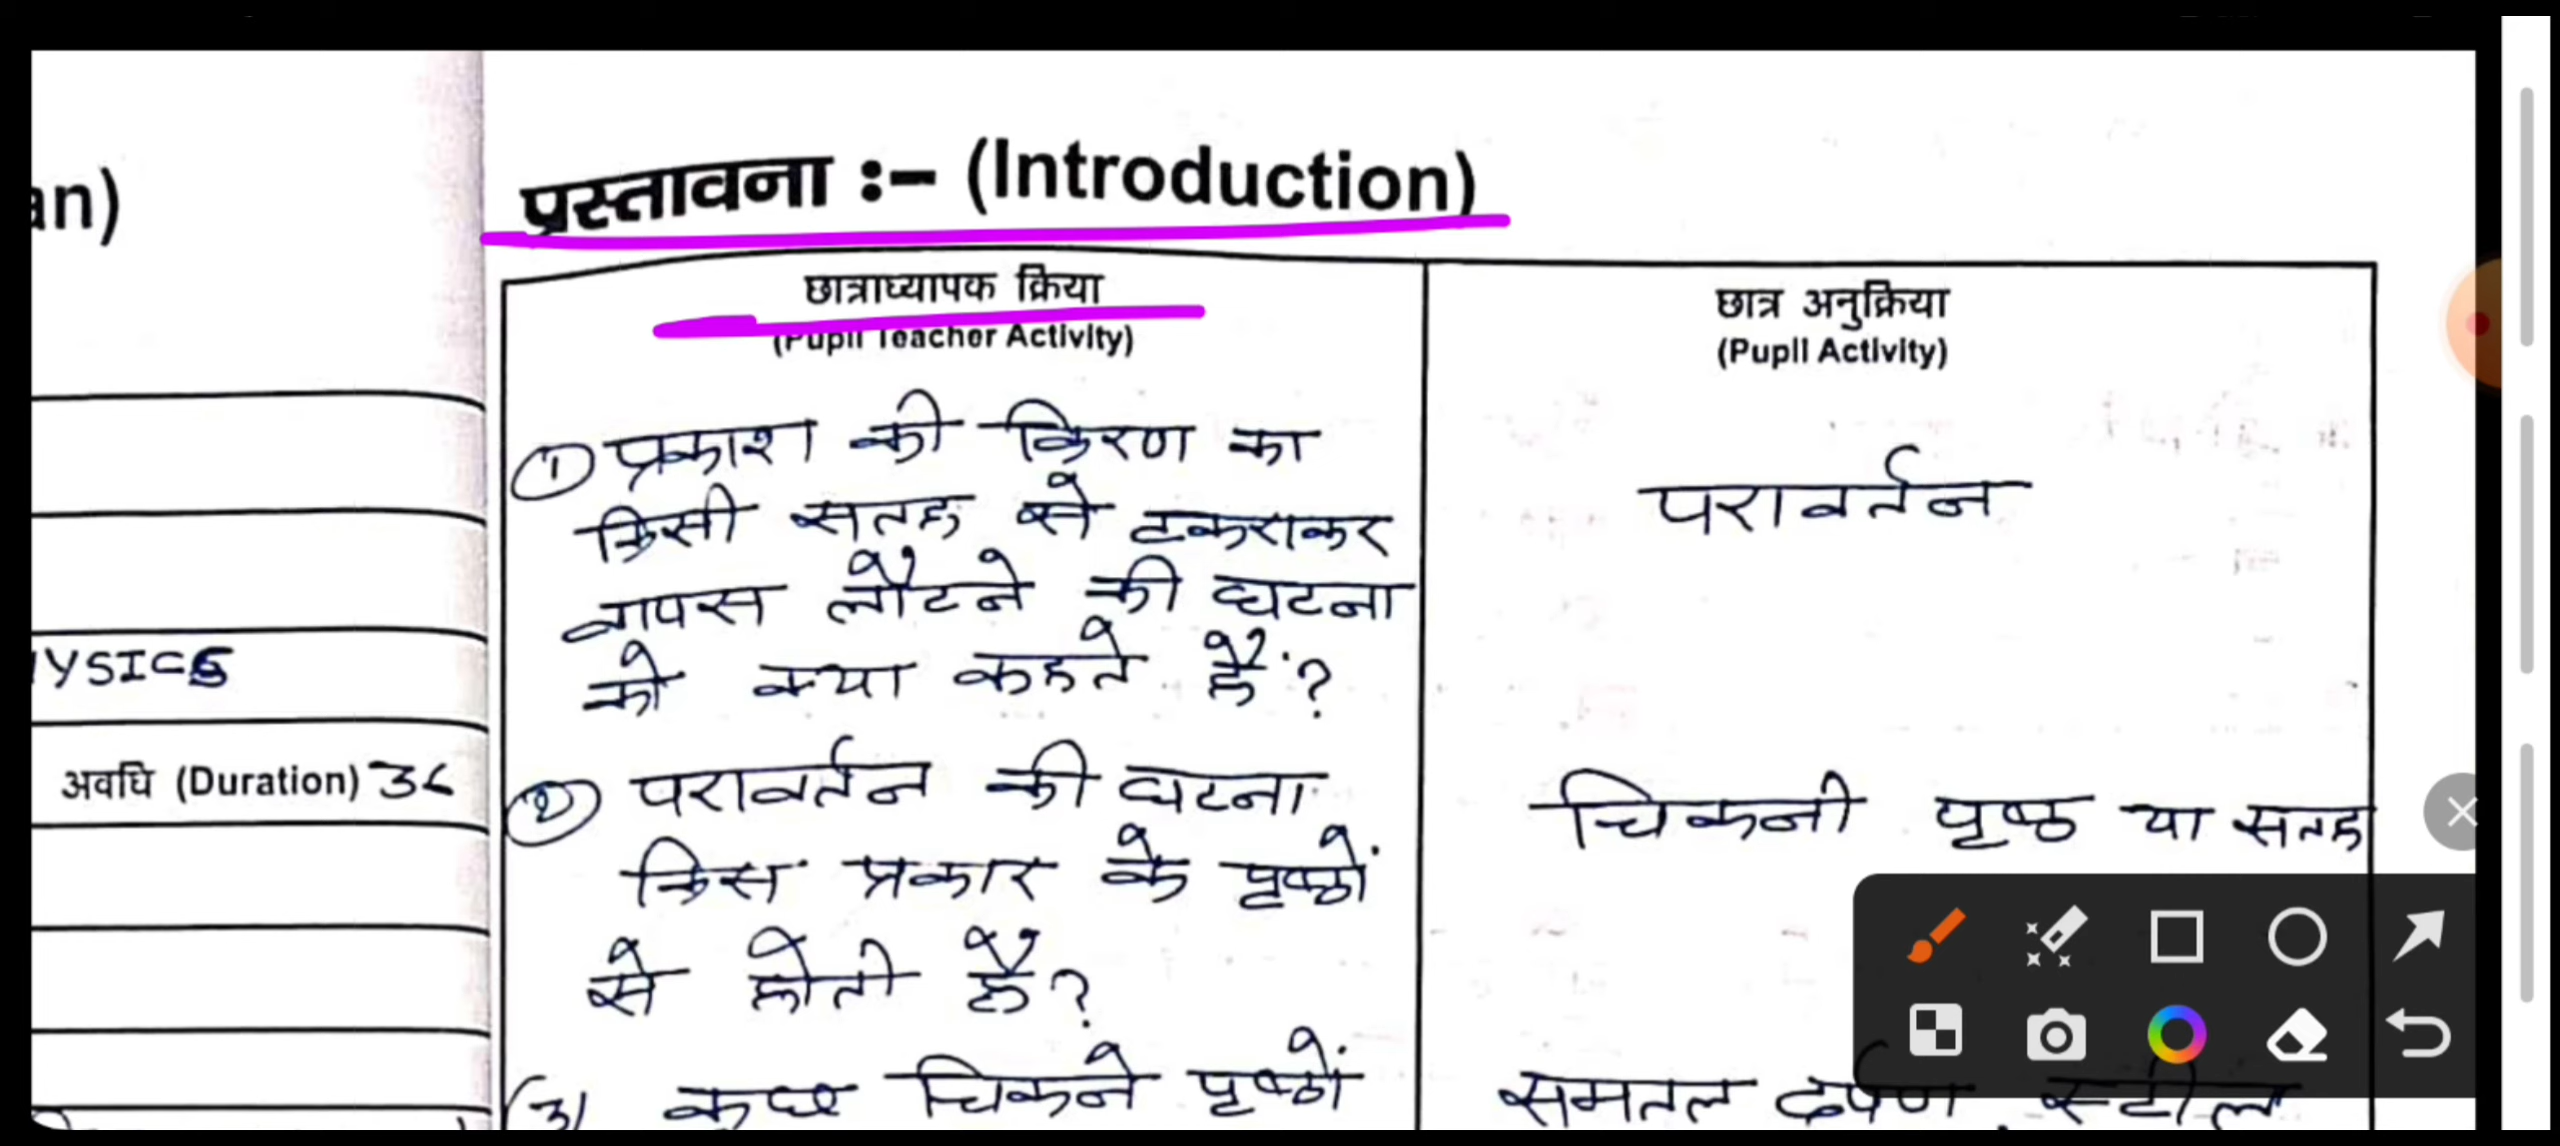 an)
YSICS
अवधि (Duration) 3
प्रस्तावना :– (Introduction)
छात्राध्यापक क्रिया
(Pupil Teacher Activity)
① प्रकाश की किरण का
किसी सतह से टकराकर
वापस लौटने की घटना
को क्या कहते हैं ?
② परावर्तन की घटना
किस प्रकार के पृष्ठों
से होती है ?
3) कुछ चिकने पृष्ठों
छात्र अनुक्रिया
(Pupil Activity)
परावर्तन
चिकनी पृष्ठ या सतह
समतल दर्पण, स्टील